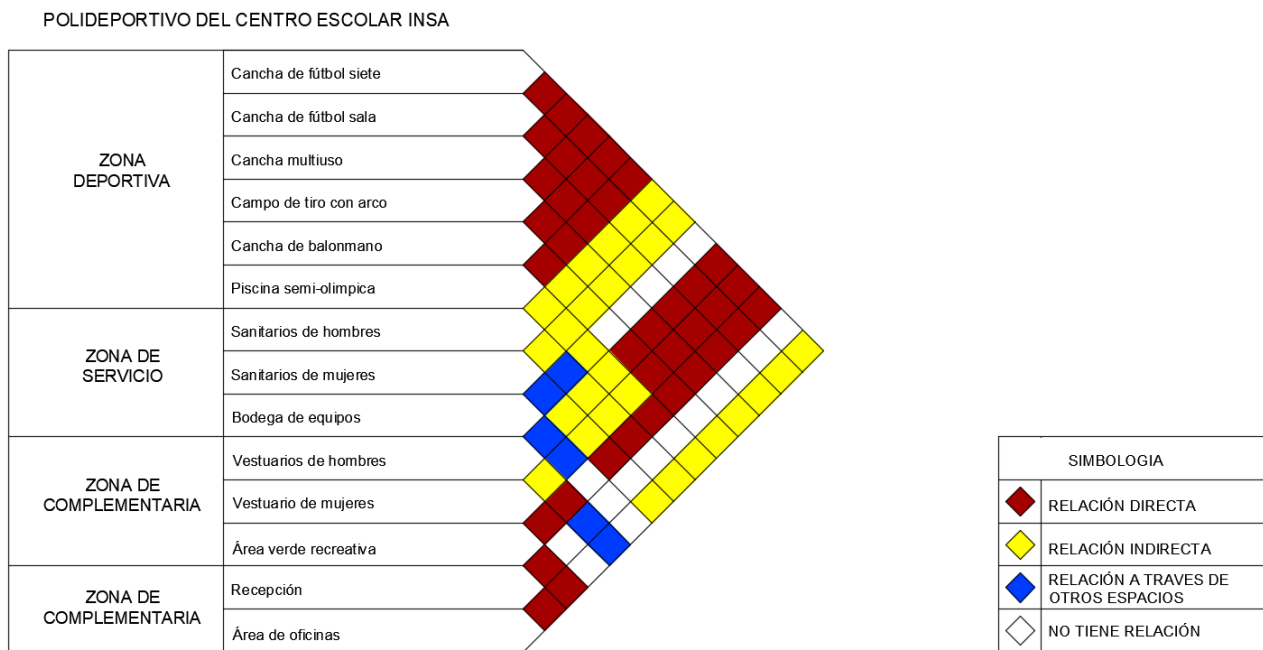 POLIDEPORTIVO DEL CENTRO ESCOLAR INSA
ZONA
DEPORTIVA
Cancha de fútbol siete
Cancha de fútbol sala
Cancha multiuso
Campo de tiro con arco
Cancha de balonmano
Piscina semi-olimpica
ZONA DE
SERVICIO
Sanitarios de hombres
Sanitarios de mujeres
Bodega de equipos
ZONA DE
COMPLEMENTARIA
Vestuarios de hombres
Vestuario de mujeres
Área verde recreativa
ZONA DE
COMPLEMENTARIA
Recepción
Área de oficinas
SIMBOLOGIA
RELACIÓN DIRECTA
RELACIÓN INDIRECTA
RELACIÓN A TRAVES DE
OTROS ESPACIOS
NO TIENE RELACIÓN